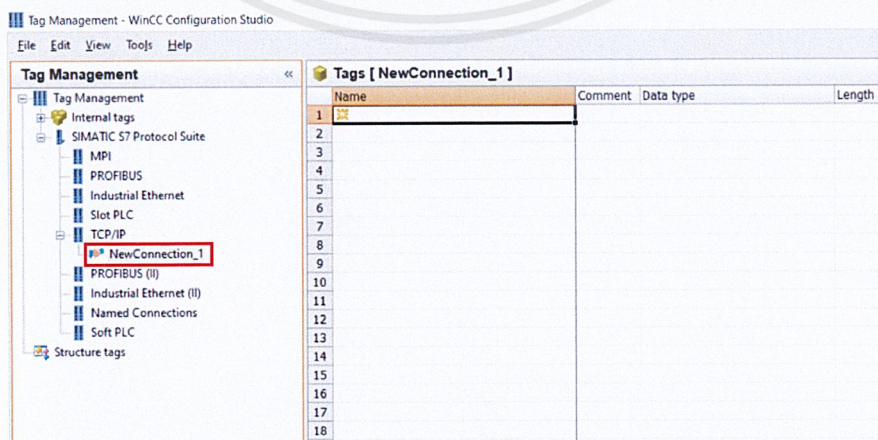 Tag Management - WinCC Configuration Studio
File Edit View Tools Help
Tag Management «
Tag Management
Internal tags
SIMATIC S7 Protocol Suite
MPI
PROFIBUS
Industrial Ethernet
Slot PLC
TCP/IP
NewConnection_1
PROFIBUS (II)
Industrial Ethernet (II)
Named Connections
Soft PLC
Structure tags
Tags [ NewConnection_1 ]
Name Comment Data type Length
1
2
3
4
5
6
7
8
9
10
11
12
13
14
15
16
17
18